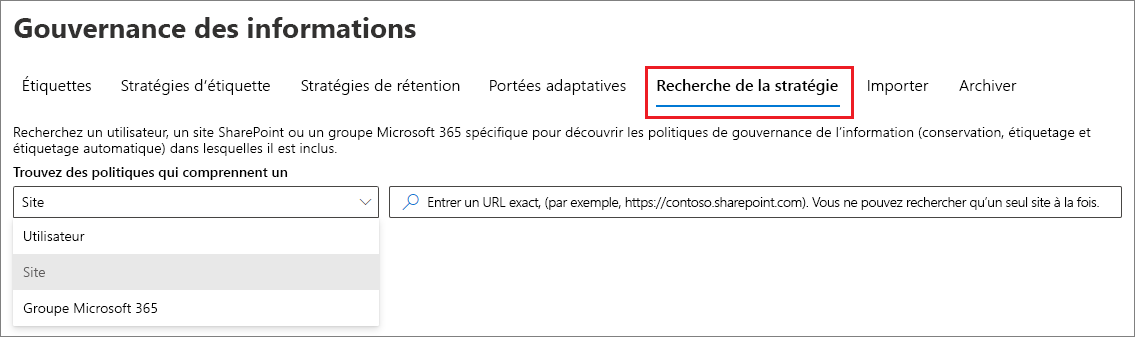 Gouvernance des informations
Étiquettes Stratégies d’étiquette Stratégies de rétention Portées adaptatives Recherche de la stratégie Importer Archiver
Recherchez un utilisateur, un site SharePoint ou un groupe Microsoft 365 spécifique pour découvrir les politiques de gouvernance de l’information (conservation, étiquetage et
étiquetage automatique) dans lesquelles il est inclus.
Trouvez des politiques qui comprennent un
Site Entrer un URL exact, (par exemple, https://contoso.sharepoint.com). Vous ne pouvez rechercher qu’un seul site à la fois.
Utilisateur
Site
Groupe Microsoft 365